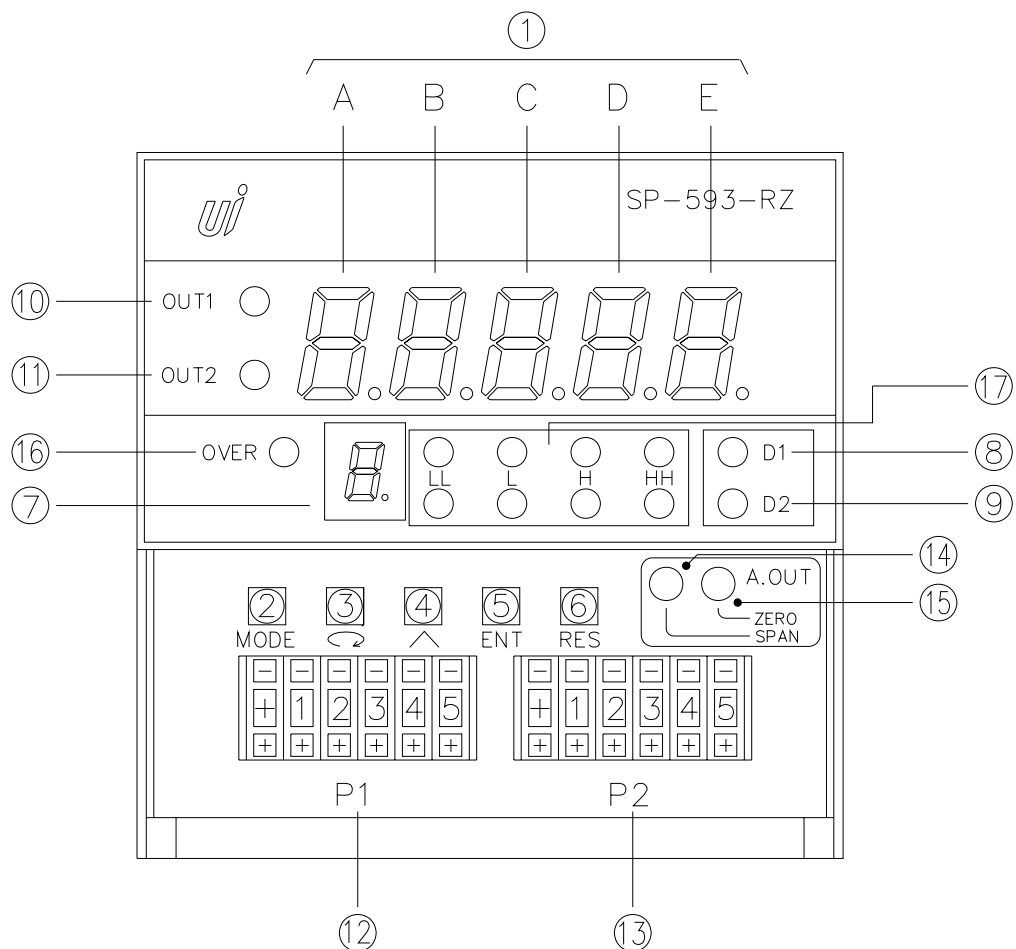 ①
A B C D E
uj SP-593-RZ
⑩ OUT1
⑪ OUT2
⑰
⑯ OVER LL L H HH D1 ⑧
⑦ D2 ⑨
⑭
A.OUT
⑮
ZERO
SPAN
② ③ ④ ⑤ ⑥
MODE ENT RES
− − − − − − − − − − − −
+ 1 2 3 4 5 + 1 2 3 4 5
+ + + + + + + + + + + +
P1 P2
⑫ ⑬